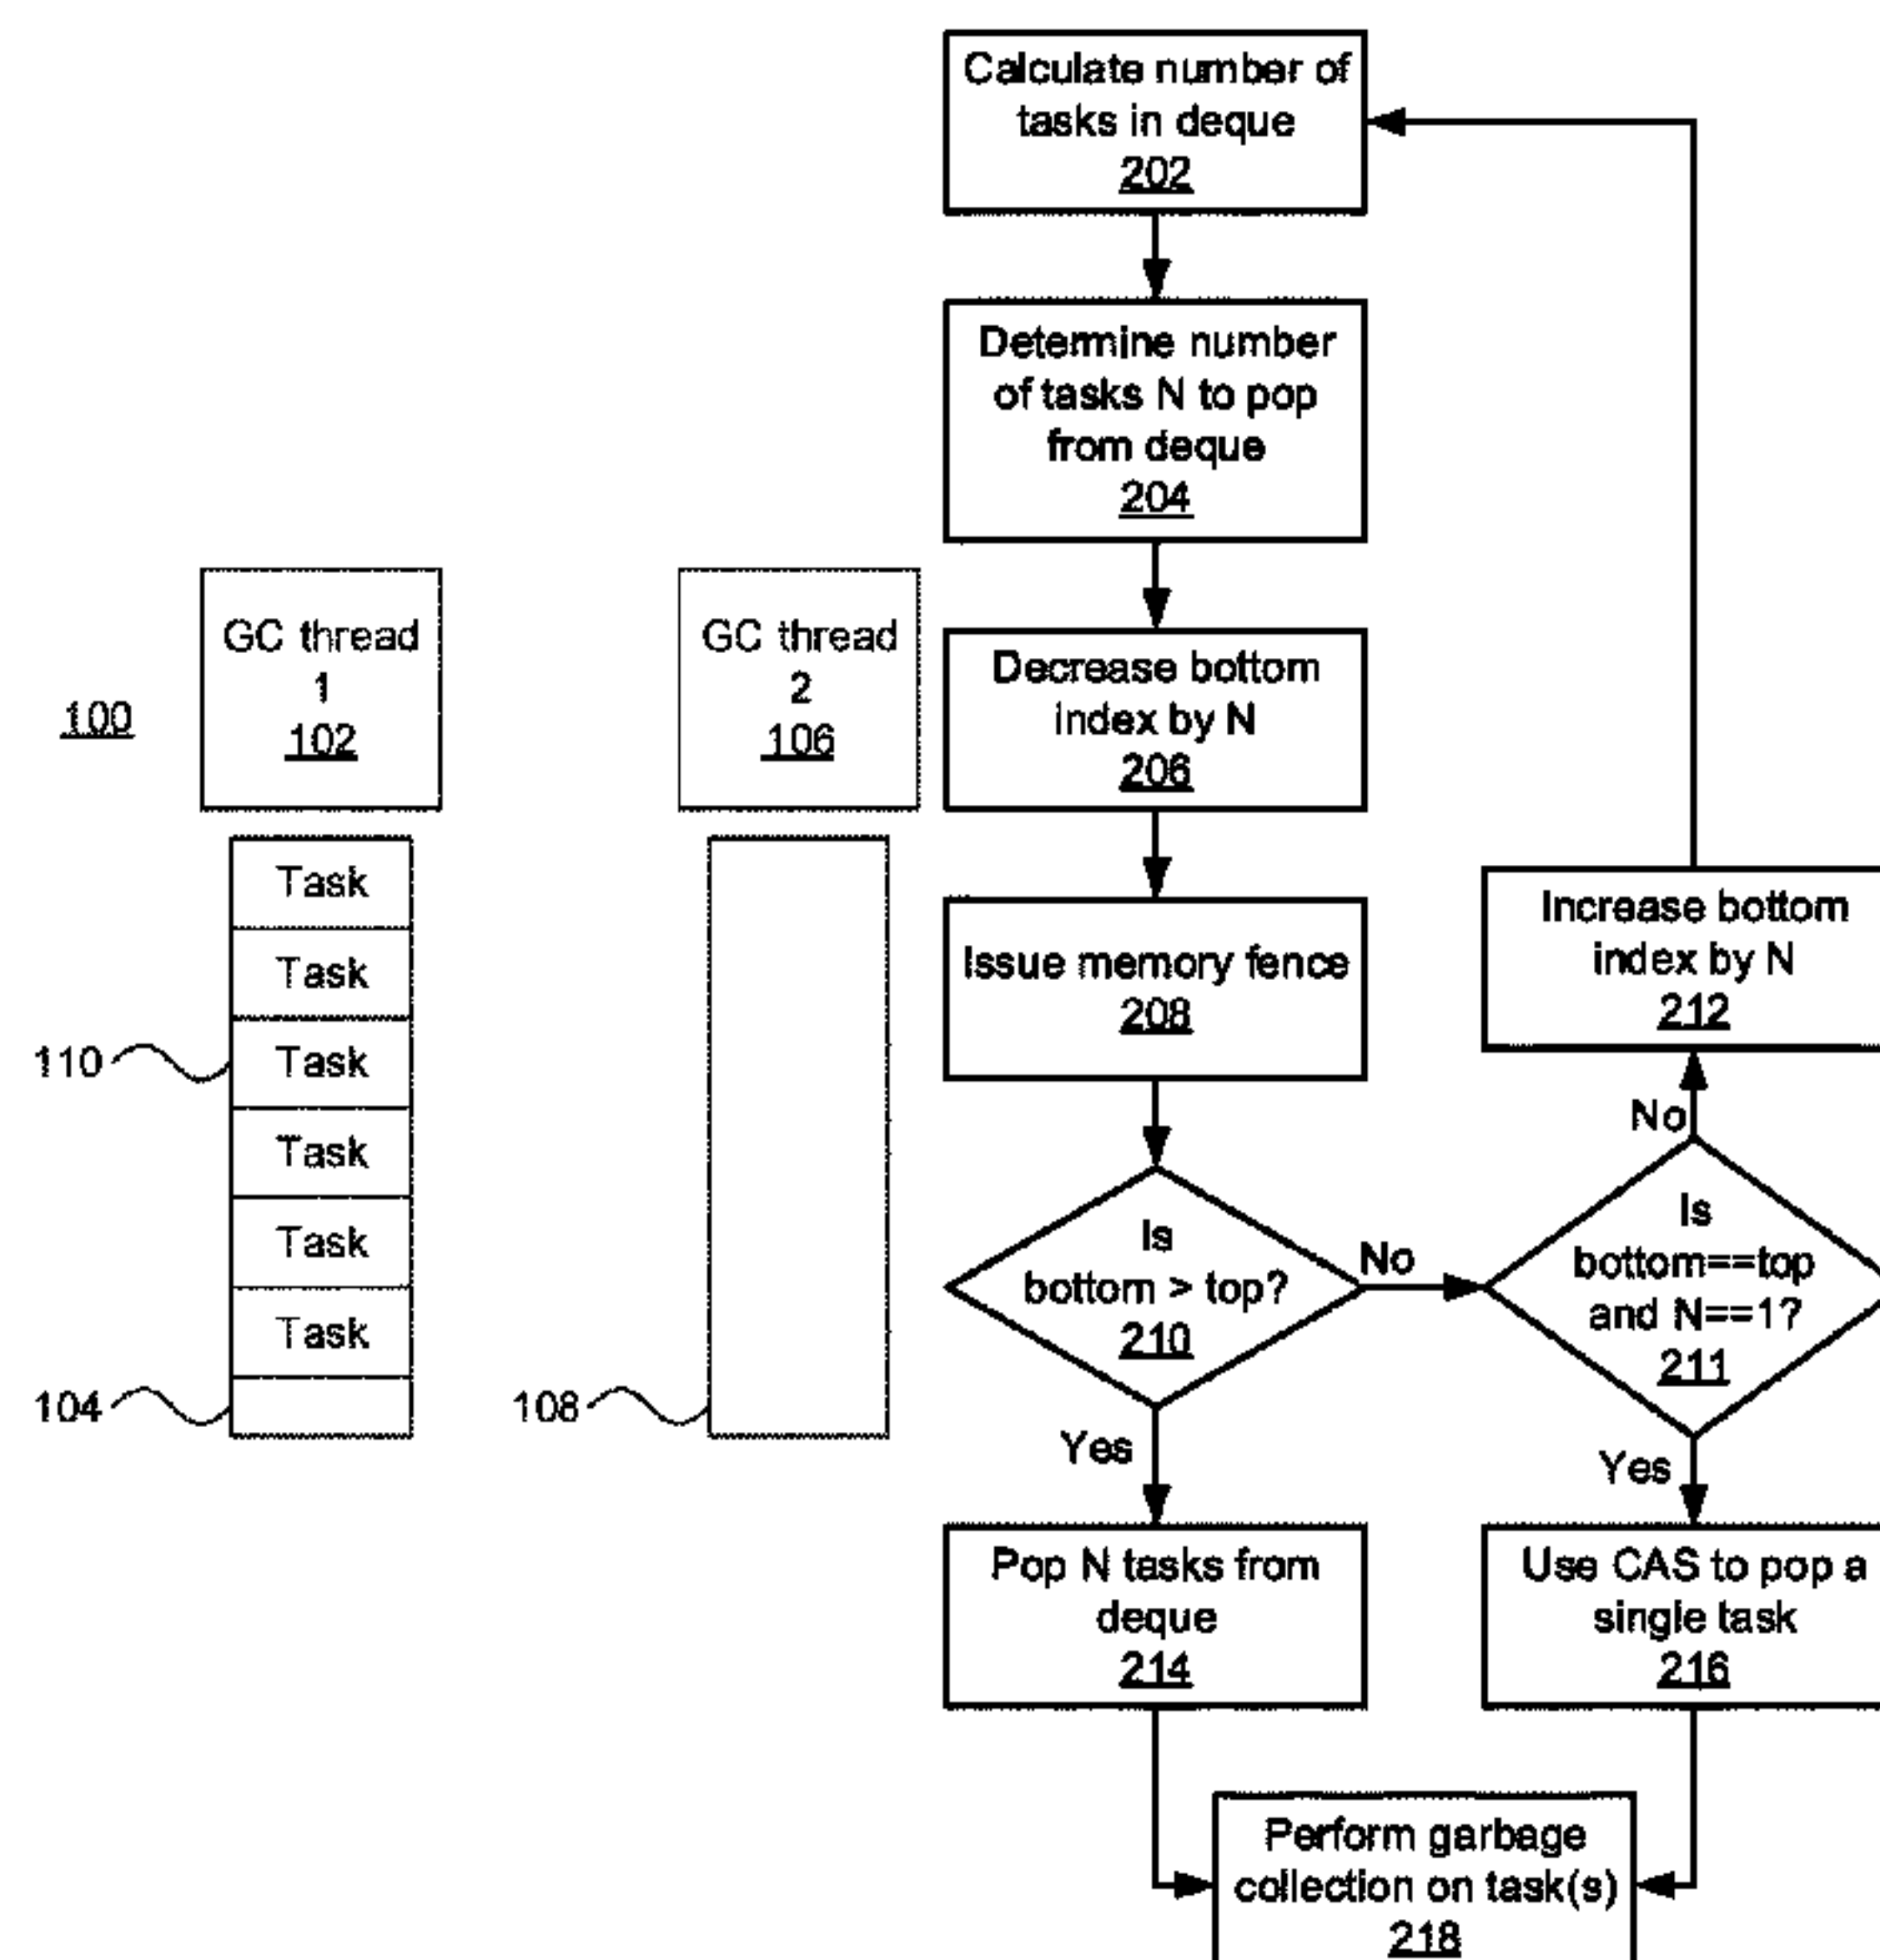 100
GC thread
1
102
GC thread
2
106
Task
Task
Task
Task
Task
Task
110
104
108
Calculate number of
tasks in deque
202
Determine number
of tasks N to pop
from deque
204
Decrease bottom
index by N
206
Issue memory fence
208
Is
bottom > top?
210
No
Yes
Is
bottom==top
and N==1?
211
No
Yes
Increase bottom
index by N
212
Pop N tasks from
deque
214
Use CAS to pop a
single task
216
Perform garbage
collection on task(s)
218